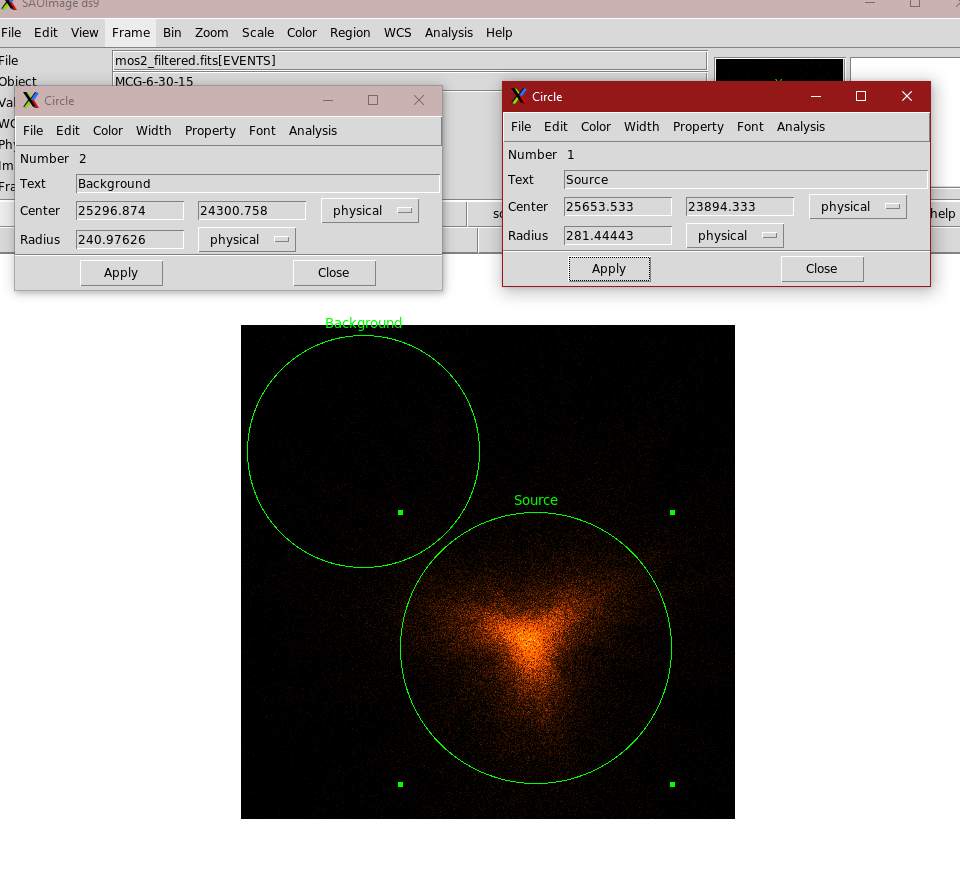 SAOImage ds9
File Edit View Frame Bin Zoom Scale Color Region WCS Analysis Help
File mos2_filtered.fits[EVENTS]
Object MCG-6-30-15
Circle
File Edit Color Width Property Font Analysis
Number 2
Text Background
Center 25296.874 24300.758 physical
Radius 240.97626 physical
Apply Close
Circle
File Edit Color Width Property Font Analysis
Number 1
Text Source
Center 25653.533 23894.333 physical
Radius 281.44443 physical
Apply Close
help
Background
Source